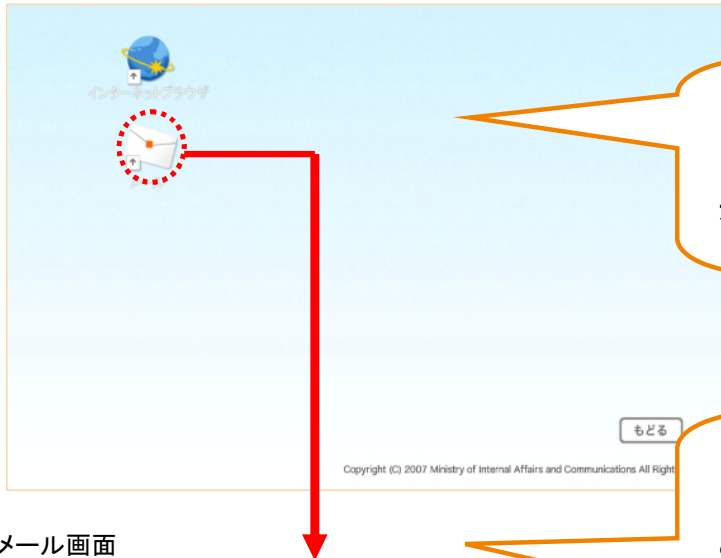 インターネットブラウザ
もどる
Copyright (C) 2007 Ministry of Internal Affairs and Communications All Right
メール画面